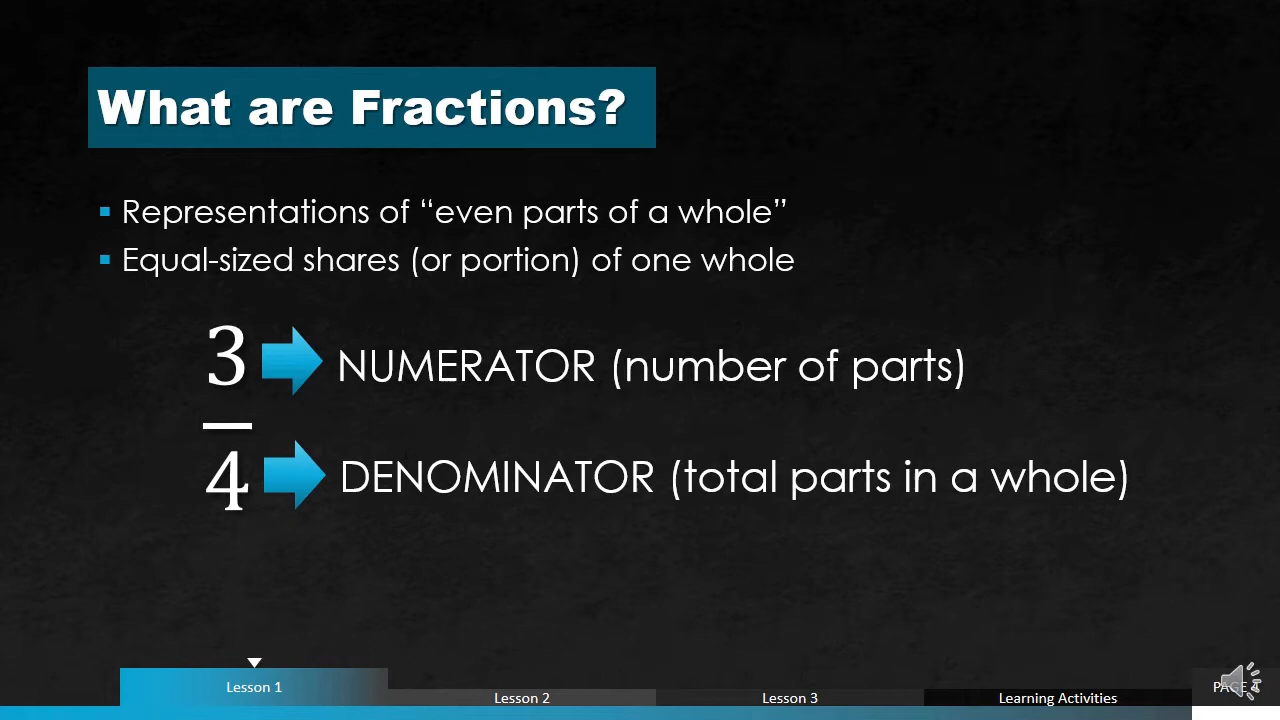 What are Fractions?
Representations of “even parts of a whole”
Equal-sized shares (or portion) of one whole
3 NUMERATOR (number of parts)
4 DENOMINATOR (total parts in a whole)
Lesson 1
Lesson 2
Lesson 3
Learning Activities
PAGE